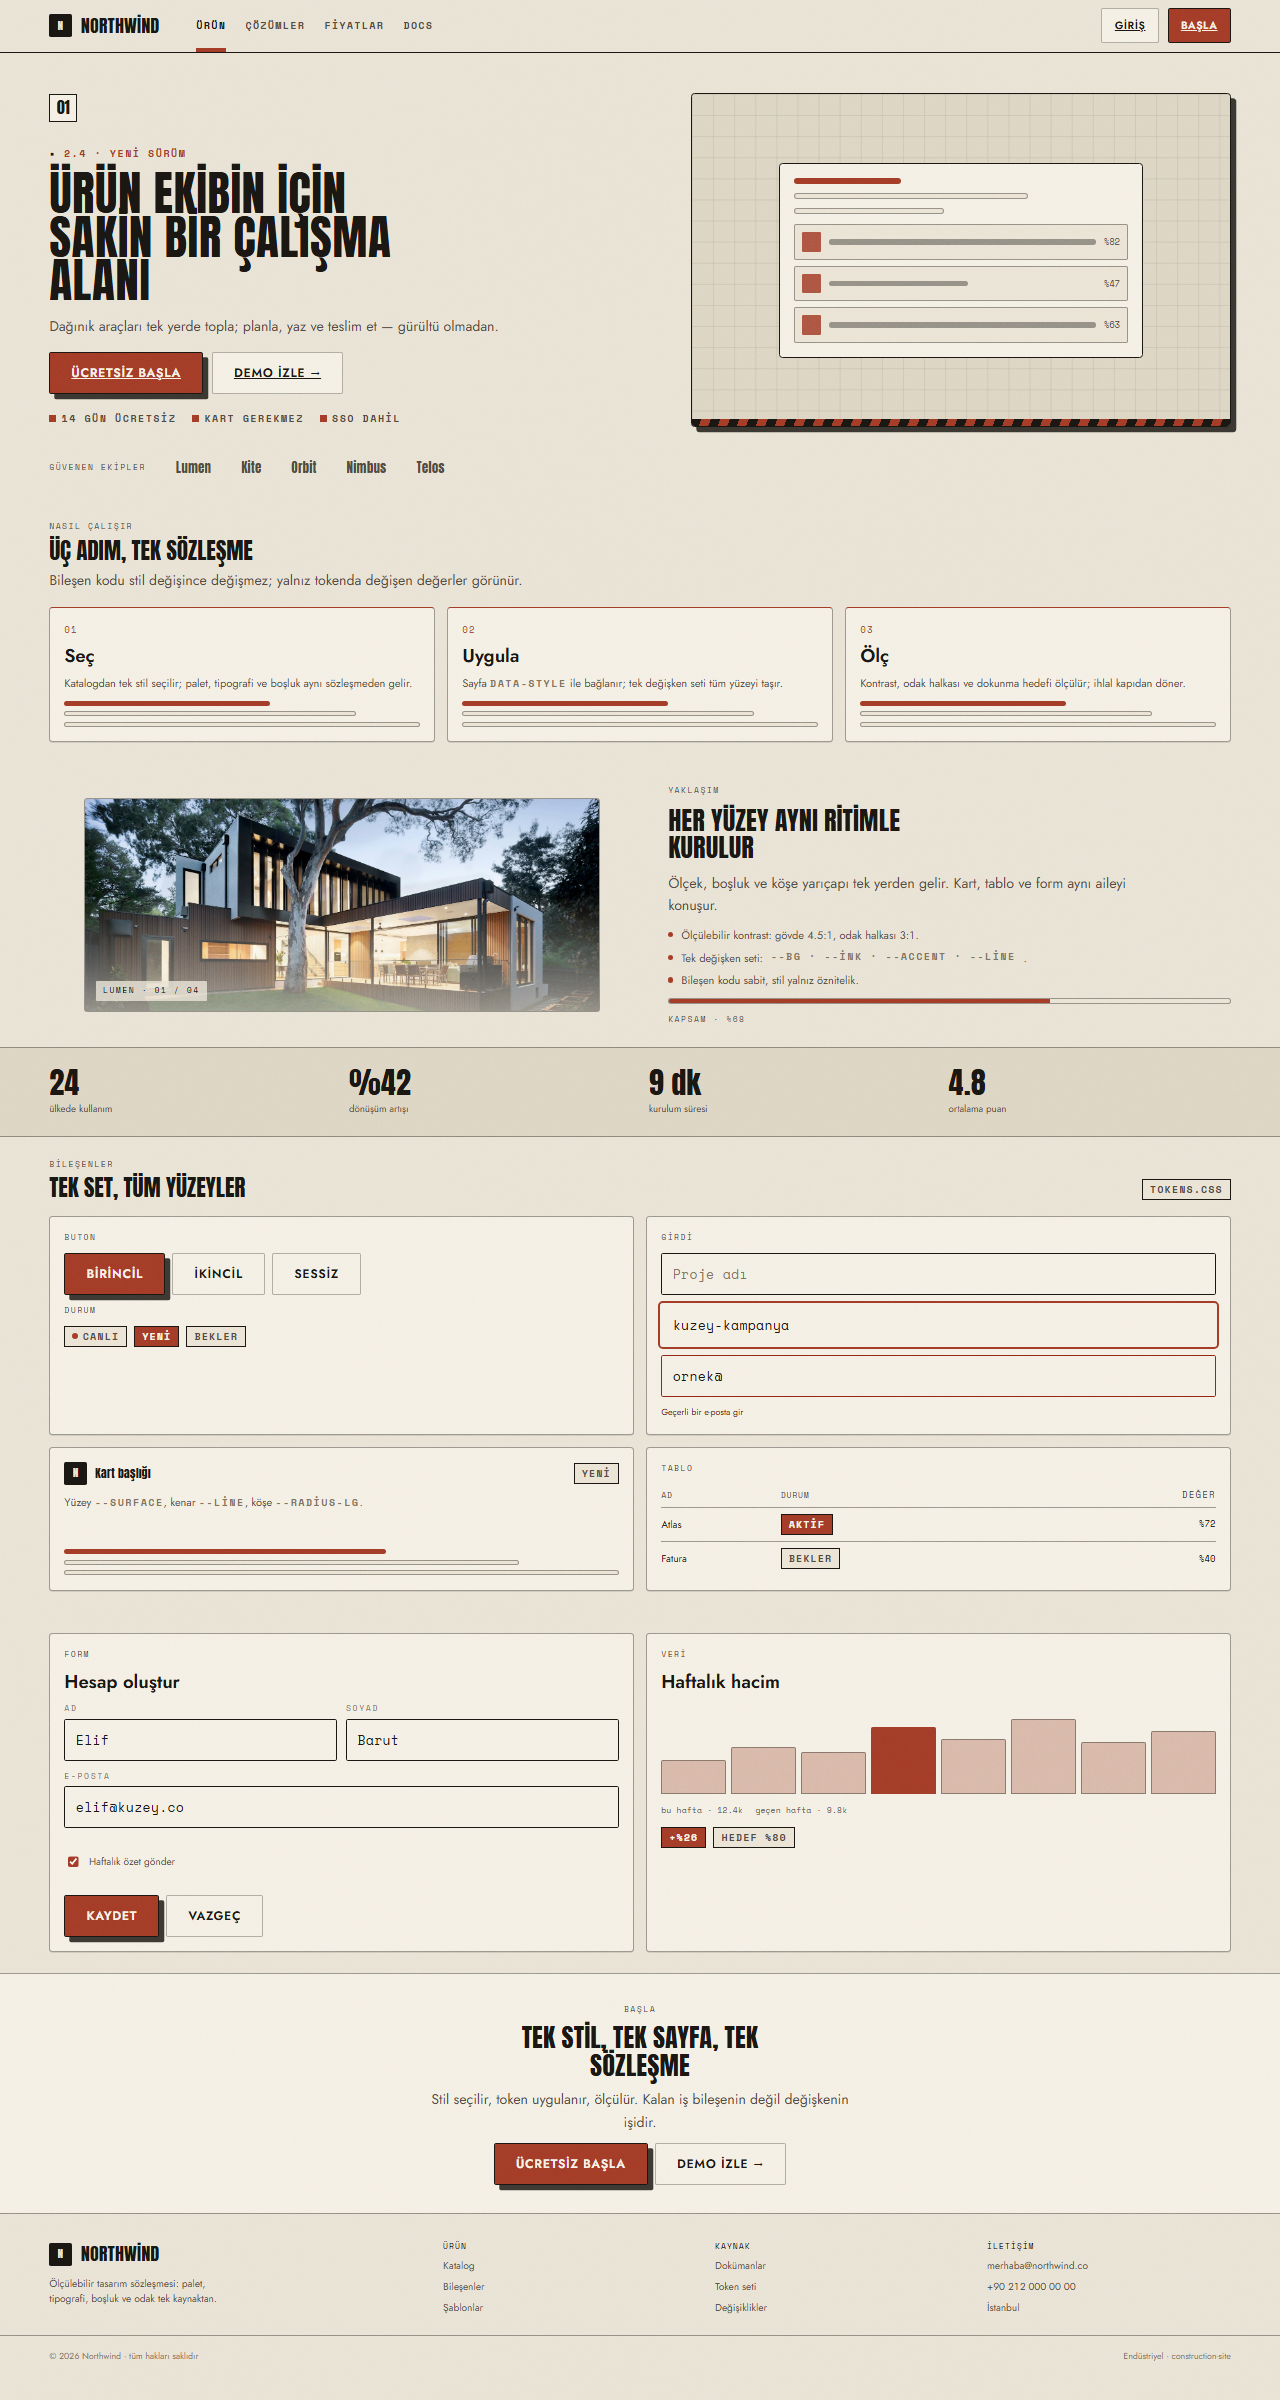 N NORTHWİND ÜRÜN ÇÖZÜMLER FİYATLAR DOCS GİRİŞ BAŞLA
01
2.4 · YENİ SÜRÜM
ÜRÜN EKİBİN İÇİN
SAKİN BİR ÇALIŞMA
ALANI
Dağınık araçları tek yerde topla; planla, yaz ve teslim et — gürültü olmadan.
ÜCRETSİZ BAŞLA DEMO İZLE →
14 GÜN ÜCRETSİZ KART GEREKMEZ SSO DAHİL
%82
%47
%63
GÜVENEN EKİPLER Lumen Kite Orbit Nimbus Telos
NASIL ÇALIŞIR
ÜÇ ADIM, TEK SÖZLEŞME
Bileşen kodu stil değişince değişmez; yalnız tokenda değişen değerler görünür.
01
Seç
Katalogdan tek stil seçilir; palet, tipografi ve boşluk aynı sözleşmeden gelir.
02
Uygula
Sayfa DATA-STYLE ile bağlanır; tek değişken seti tüm yüzeyi taşır.
03
Ölç
Kontrast, odak halkası ve dokunma hedefi ölçülür; ihlal kapıdan döner.
LUMEN · 01 / 04
YAKLAŞIM
HER YÜZEY AYNI RİTİMLE
KURULUR
Ölçek, boşluk ve köşe yarıçapı tek yerden gelir. Kart, tablo ve form aynı aileyi
konuşur.
Ölçülebilir kontrast: gövde 4.5:1, odak halkası 3:1.
Tek değişken seti: --BG · --İNK · --ACCENT · --LİNE .
Bileşen kodu sabit, stil yalnız öznitelik.
KAPSAM · %68
24
ülkede kullanım
%42
dönüşüm artışı
9 dk
kurulum süresi
4.8
ortalama puan
BİLEŞENLER
TEK SET, TÜM YÜZEYLER
TOKENS.CSS
BUTON
BİRİNCİL İKİNCİL SESSİZ
DURUM
CANLI YENİ BEKLER
GİRDİ
Proje adı
kuzey-kampanya
ornek@
Geçerli bir e-posta gir
N Kart başlığı YENİ
Yüzey --SURFACE, kenar --LİNE, köşe --RADİUS-LG.
TABLO
AD DURUM DEĞER
Atlas AKTİF %72
Fatura BEKLER %40
FORM
Hesap oluştur
AD SOYAD
Elif Barut
E-POSTA
elif@kuzey.co
Haftalık özet gönder
KAYDET VAZGEÇ
VERİ
Haftalık hacim
bu hafta · 12.4k geçen hafta · 9.8k
+%26 HEDEF %80
BAŞLA
TEK STİL, TEK SAYFA, TEK
SÖZLEŞME
Stil seçilir, token uygulanır, ölçülür. Kalan iş bileşenin değil değişkenin
işidir.
ÜCRETSİZ BAŞLA DEMO İZLE →
N NORTHWİND
Ölçülebilir tasarım sözleşmesi: palet,
tipografi, boşluk ve odak tek kaynaktan.
ÜRÜN
Katalog
Bileşenler
Şablonlar
KAYNAK
Dokümanlar
Token seti
Değişiklikler
İLETİŞİM
merhaba@northwind.co
+90 212 000 00 00
İstanbul
© 2026 Northwind · tüm hakları saklıdır
Endüstriyel · construction-site